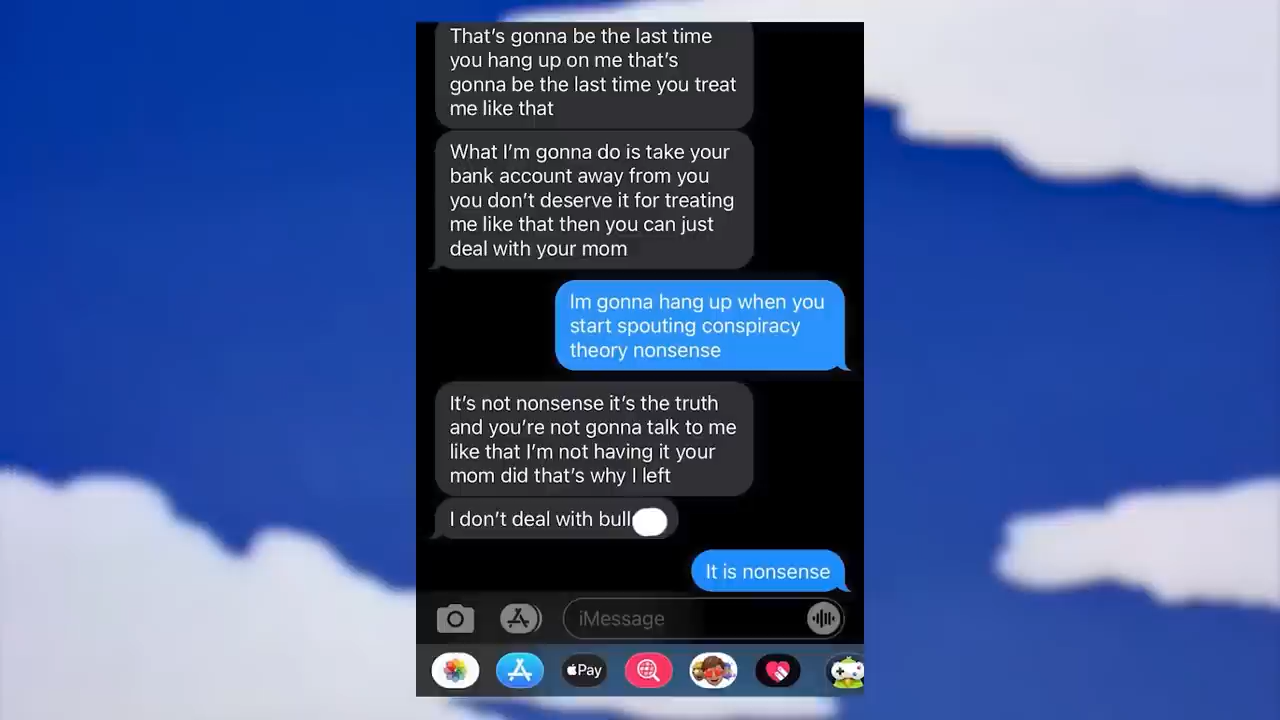 That's gonna be the last time
you hang up on me that's
gonna be the last time you treat
me like that
What I'm gonna do is take your
bank account away from you
you don't deserve it for treating
me like that then you can just
deal with your mom
Im gonna hang up when you
start spouting conspiracy
theory nonsense
It's not nonsense it's the truth
and you're not gonna talk to me
like that I'm not having it your
mom did that's why I left
I don't deal with bull
It is nonsense
iMessage
Pay